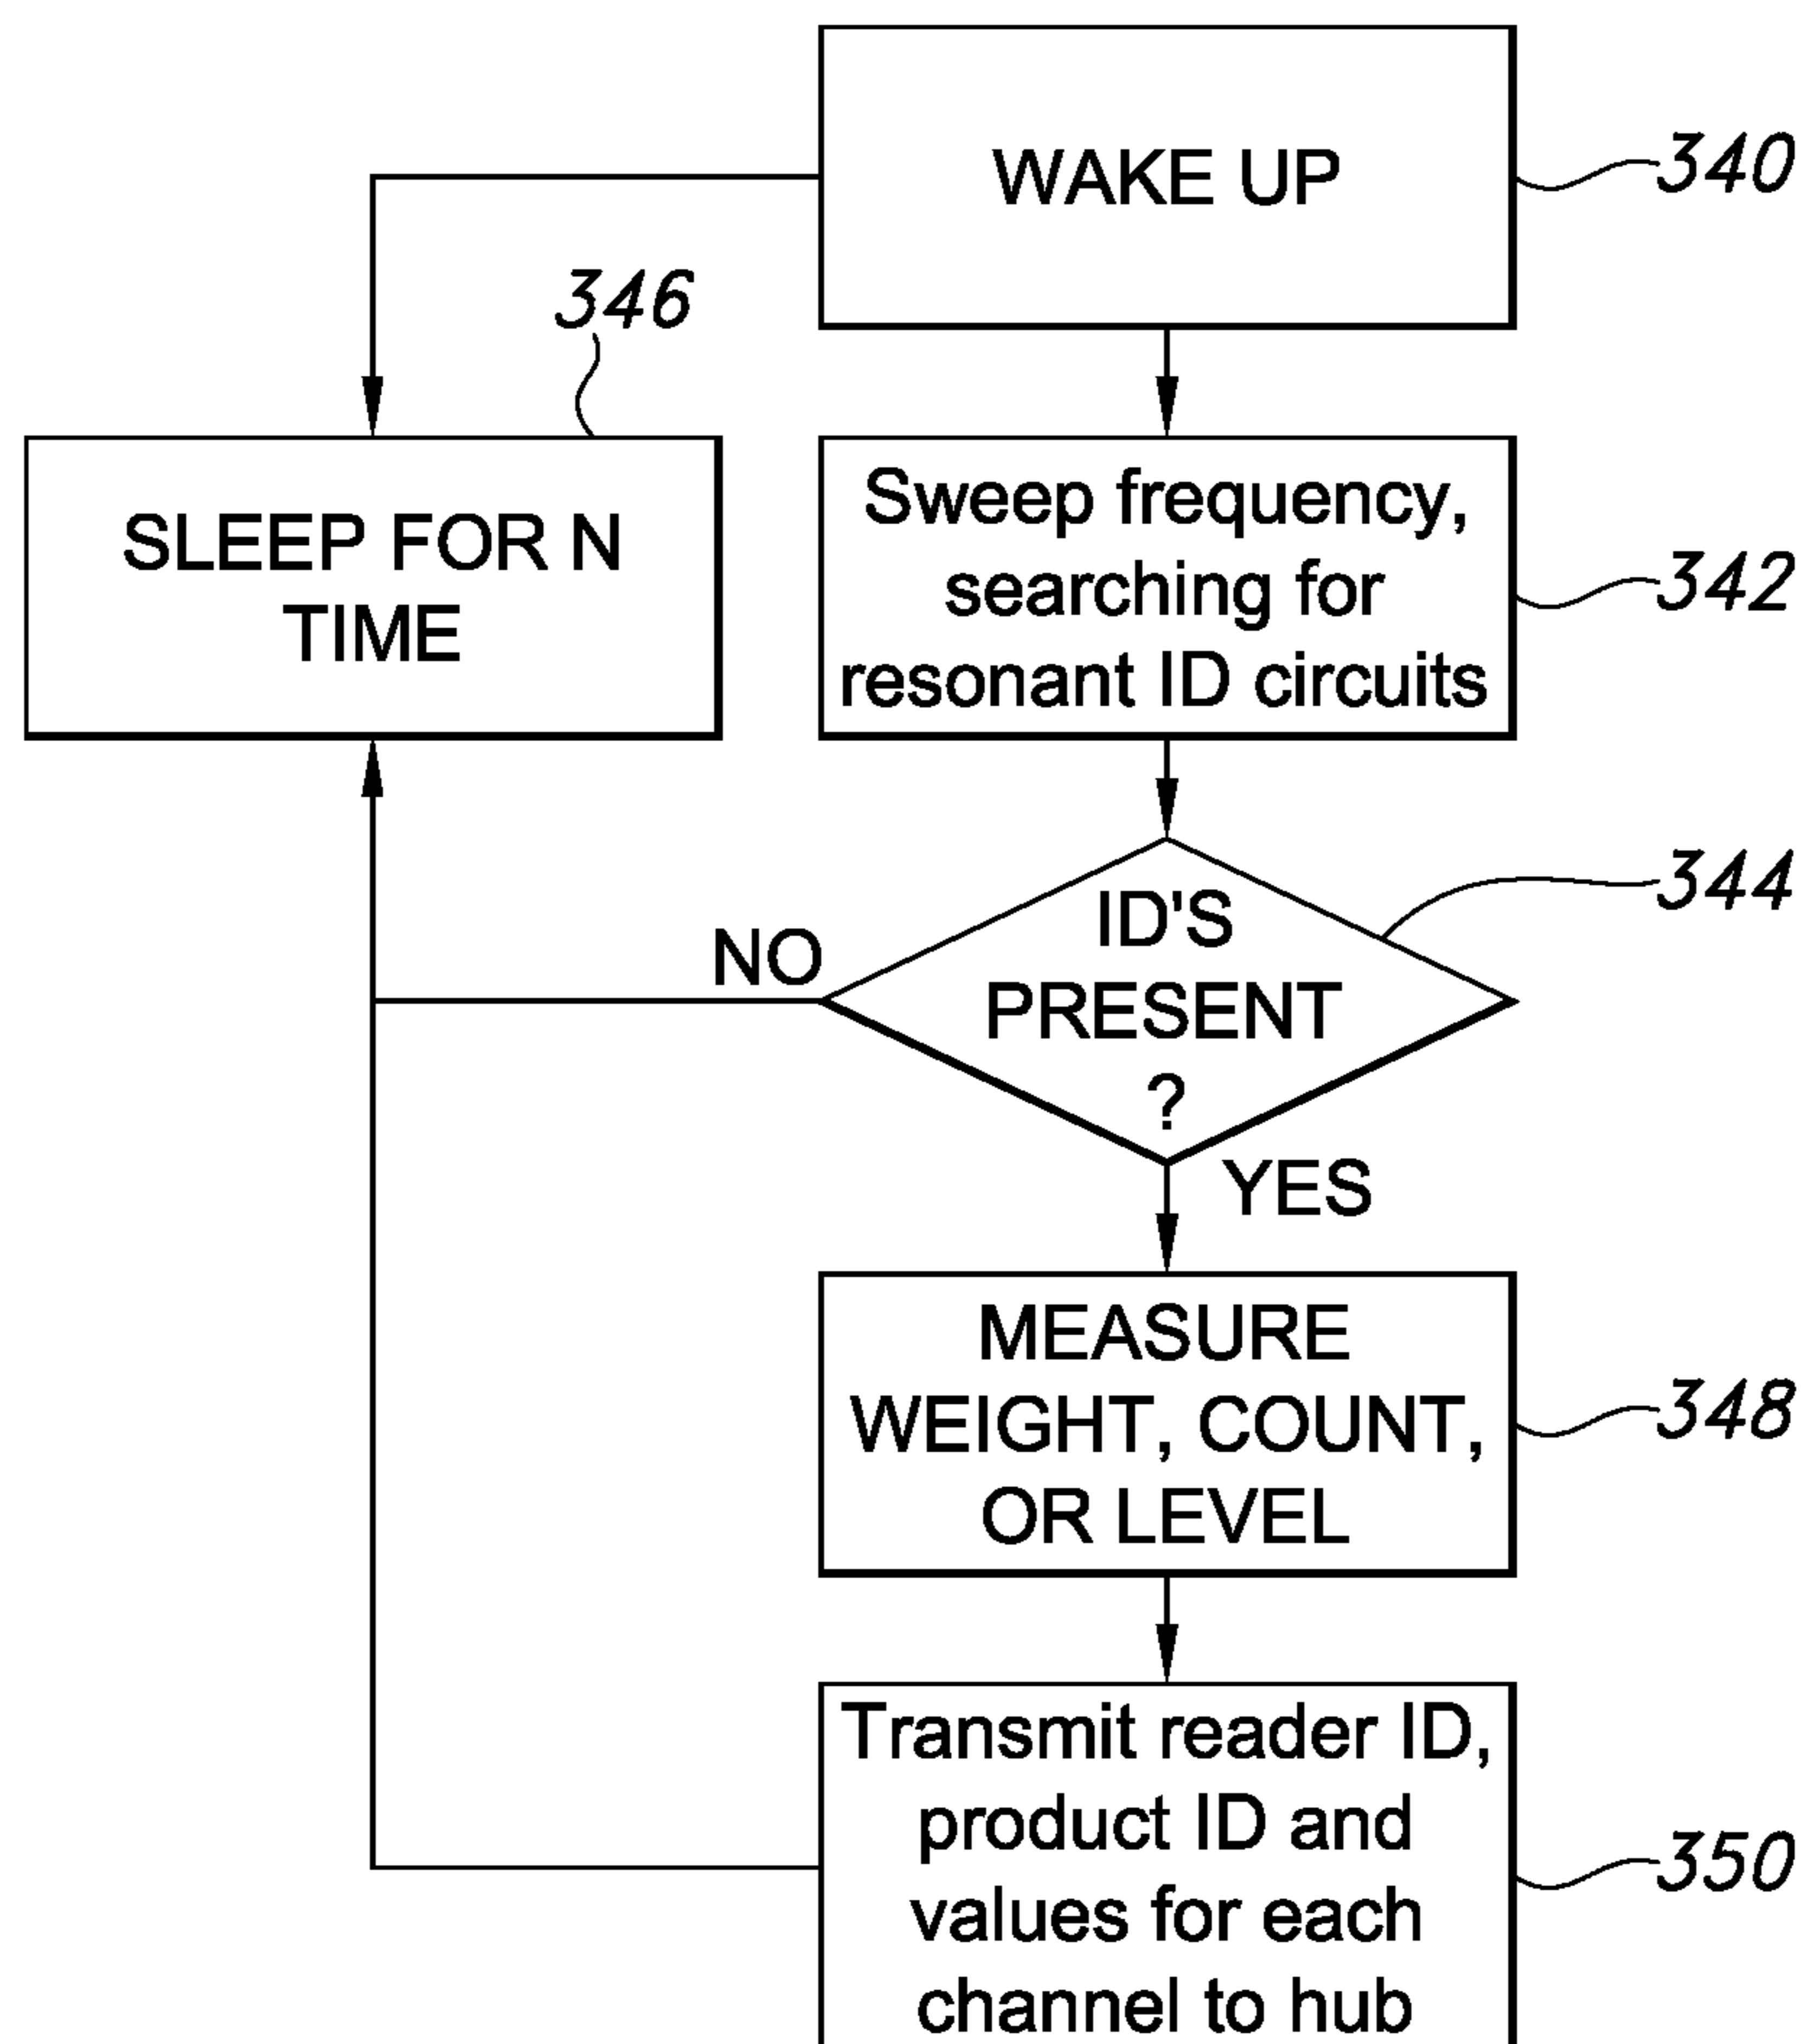 WAKE UP
340
346
SLEEP FOR N
TIME
Sweep frequency,
searching for
resonant ID circuits
342
344
ID'S
PRESENT
?
NO
YES
MEASURE
WEIGHT, COUNT,
OR LEVEL
348
Transmit reader ID,
product ID and
values for each
channel to hub
350